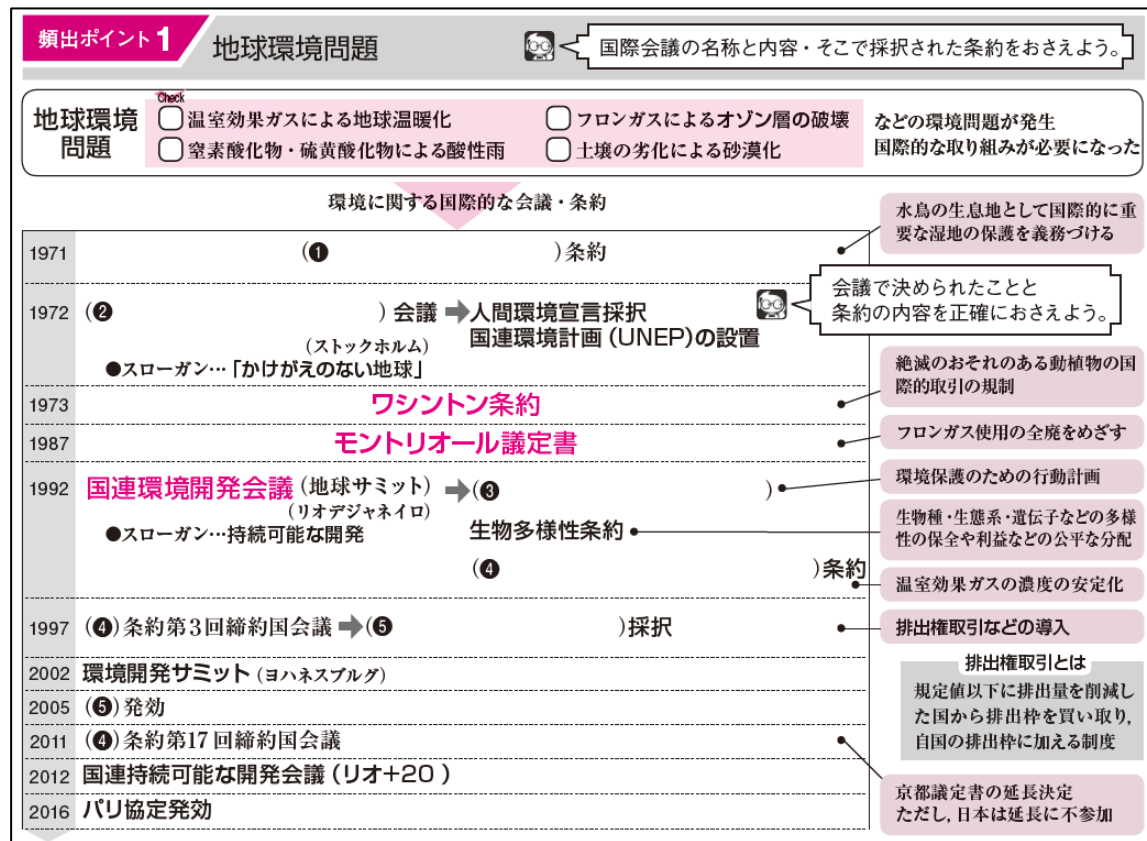 頻出ポイント1
地球環境問題
国際会議の名称と内容・そこで採択された条約をおさえよう。
地球環境
問題
Check
温室効果ガスによる地球温暖化
フロンガスによるオゾン層の破壊
窒素酸化物・硫黄酸化物による酸性雨
土壌の劣化による砂漠化
などの環境問題が発生
国際的な取り組みが必要になった
環境に関する国際的な会議・条約
1971 (❶ )条約
水鳥の生息地として国際的に重
要な湿地の保護を義務づける
1972 (❷ )会議 ➡人間環境宣言採択
(ストックホルム) 国連環境計画(UNEP)の設置
●スローガン…「かけがえのない地球」
会議で決められたことと
条約の内容を正確におさえよう。
1973 ワシントン条約
絶滅のおそれのある動植物の国
際的取引の規制
1987 モントリオール議定書
フロンガス使用の全廃をめざす
1992 国連環境開発会議(地球サミット) ➡(❸ )
(リオデジャネイロ)
環境保護のための行動計画
●スローガン…持続可能な開発 生物多様性条約
生物種・生態系・遺伝子などの多様
性の保全や利益などの公平な分配
(❹ )条約
温室効果ガスの濃度の安定化
1997 (❹)条約第3回締約国会議 ➡(❺ )採択
排出権取引などの導入
排出権取引とは
規定値以下に排出量を削減し
た国から排出枠を買い取り,
自国の排出枠に加える制度
2002 環境開発サミット(ヨハネスブルグ)
2005 (❺)発効
2011 (❹)条約第17回締約国会議
京都議定書の延長決定
ただし,日本は延長に不参加
2012 国連持続可能な開発会議(リオ+20)
2016 パリ協定発効